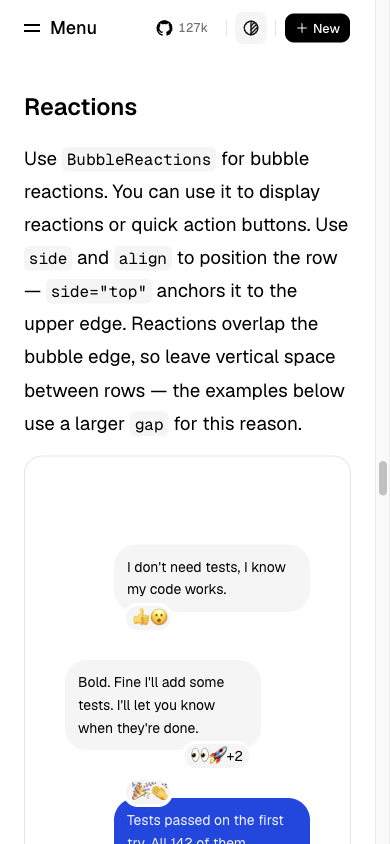 Menu
127k
+ New
Reactions
Use BubbleReactions for bubble
reactions. You can use it to display
reactions or quick action buttons. Use
side and align to position the row
— side="top" anchors it to the
upper edge. Reactions overlap the
bubble edge, so leave vertical space
between rows — the examples below
use a larger gap for this reason.
I don't need tests, I know
my code works.
👍😮
Bold. Fine I'll add some
tests. I'll let you know
when they're done.
👀🚀+2
🎉👏
Tests passed on the first
try. All 142 of them.